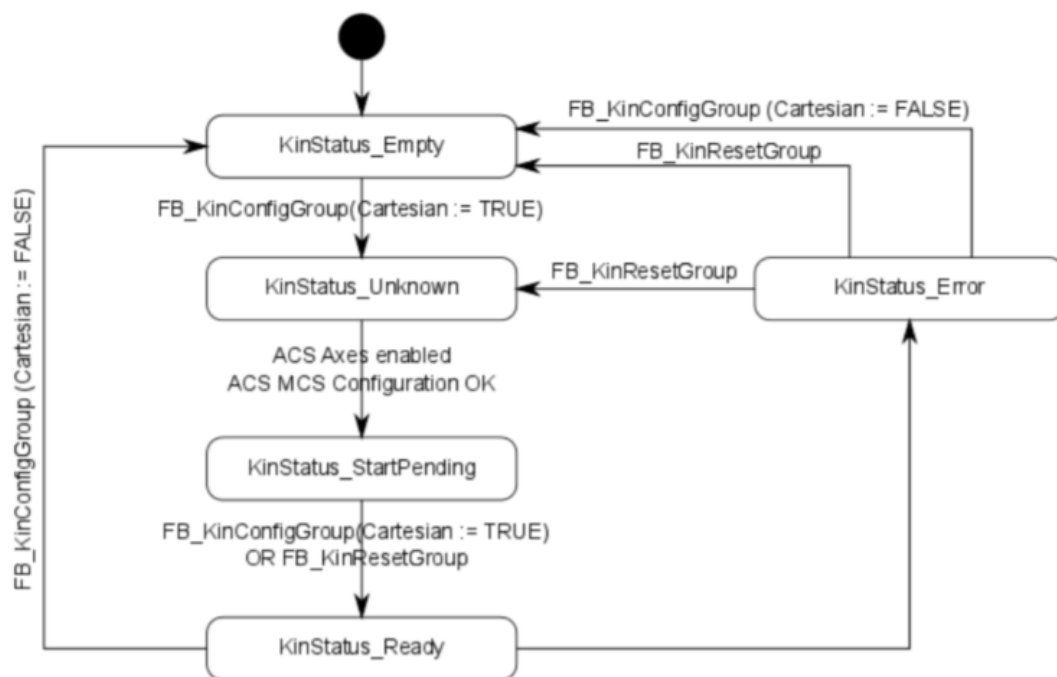 FB_KinConfigGroup (Cartesian := FALSE)
KinStatus_Empty
FB_KinResetGroup
FB_KinConfigGroup(Cartesian := TRUE)
FB_KinConfigGroup (Cartesian := FALSE)
KinStatus_Unknown
FB_KinResetGroup
KinStatus_Error
ACS Axes enabled
ACS MCS Configuration OK
KinStatus_StartPending
FB_KinConfigGroup(Cartesian := TRUE)
OR FB_KinResetGroup
KinStatus_Ready